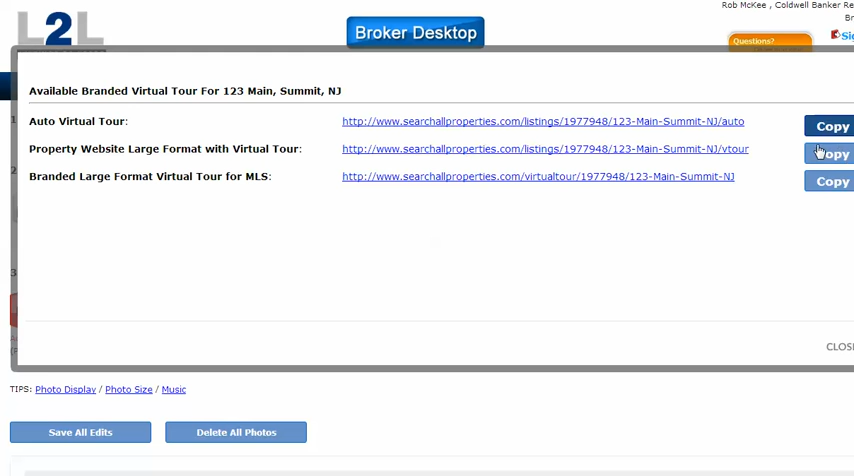 Rob McKee , Coldwell Banker Re
Br
L2L
Broker Desktop
Questions?
Sig
Available Branded Virtual Tour For 123 Main, Summit, NJ
Auto Virtual Tour: http://www.searchallproperties.com/listings/1977948/123-Main-Summit-NJ/auto Copy
Property Website Large Format with Virtual Tour: http://www.searchallproperties.com/listings/1977948/123-Main-Summit-NJ/vtour Copy
Branded Large Format Virtual Tour for MLS: http://www.searchallproperties.com/virtualtour/1977948/123-Main-Summit-NJ Copy
CLOSE
TIPS: Photo Display / Photo Size / Music
Save All Edits Delete All Photos